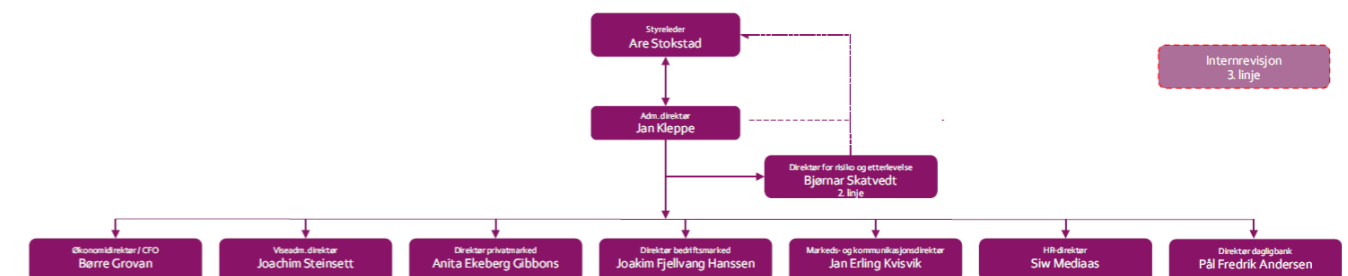 Styreleder
Are Stokstad
Internrevisjon
3. linje
Adm. direktør
Jan Kleppe
Direktør for risiko og etterlevelse
Bjørnar Skatvedt
2. linje
Økonomidirektør / CFO
Børre Grovan
Viseadm. direktør
Joachim Steinsett
Direktør privatmarked
Anita Ekeberg Gibbons
Direktør bedriftsmarked
Joakim Fjellvang Hanssen
Markeds- og kommunikasjonsdirektør
Jan Erling Kvisvik
HR-direktør
Siw Mediaas
Direktør dagligbank
Pål Fredrik Andersen